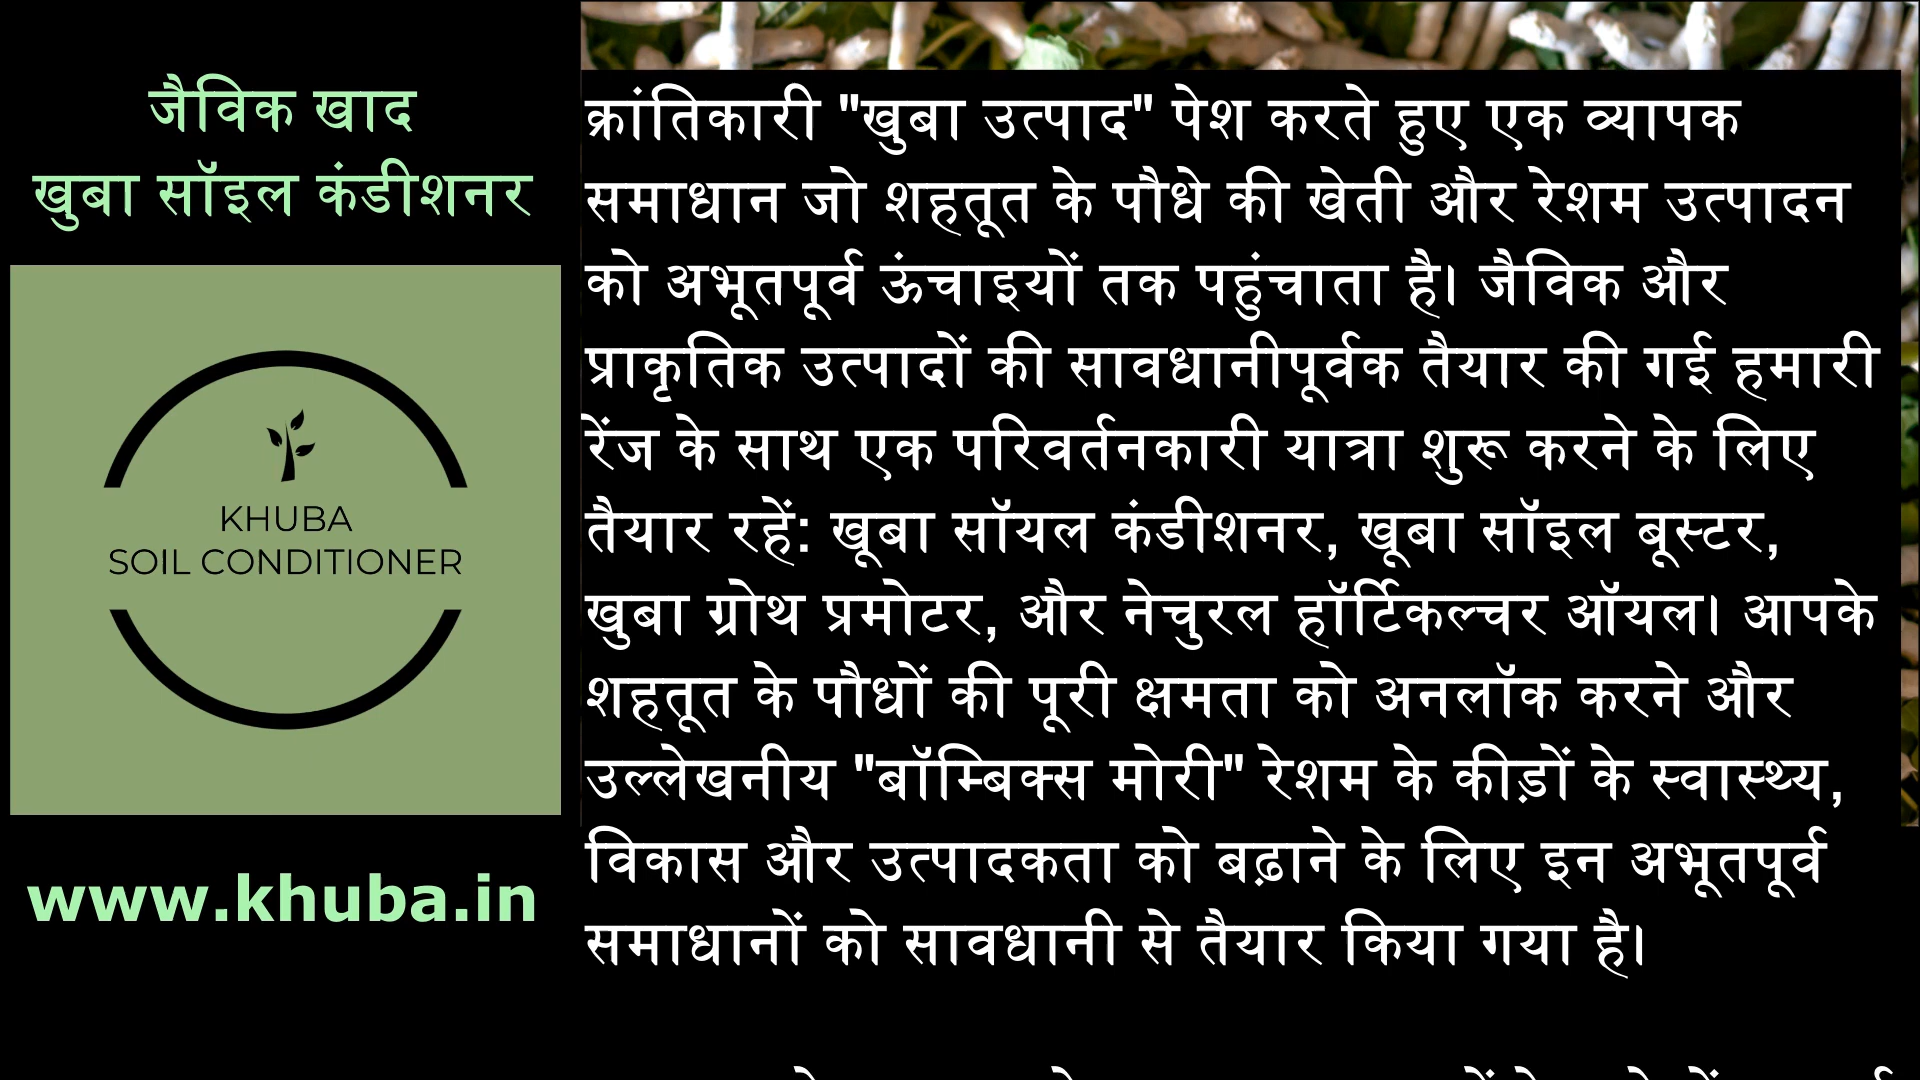 जैविक खाद
खुबा सॉइल कंडीशनर
KHUBA
SOIL CONDITIONER
www.khuba.in
क्रांतिकारी "खुबा उत्पाद" पेश करते हुए एक व्यापक
समाधान जो शहतूत के पौधे की खेती और रेशम उत्पादन
को अभूतपूर्व ऊंचाइयों तक पहुंचाता है। जैविक और
प्राकृतिक उत्पादों की सावधानीपूर्वक तैयार की गई हमारी
रेंज के साथ एक परिवर्तनकारी यात्रा शुरू करने के लिए
तैयार रहें: खूबा सॉयल कंडीशनर, खूबा सॉइल बूस्टर,
खुबा ग्रोथ प्रमोटर, और नेचुरल हॉर्टिकल्चर ऑयल। आपके
शहतूत के पौधों की पूरी क्षमता को अनलॉक करने और
उल्लेखनीय "बॉम्बिक्स मोरी" रेशम के कीड़ों के स्वास्थ्य,
विकास और उत्पादकता को बढ़ाने के लिए इन अभूतपूर्व
समाधानों को सावधानी से तैयार किया गया है।